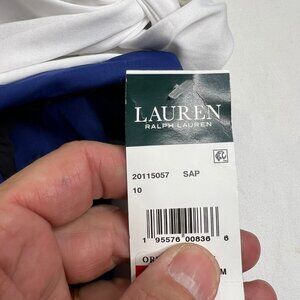 LAUREN
RALPH LAUREN
20115057 SAP
10
1 95576 00836 6
M